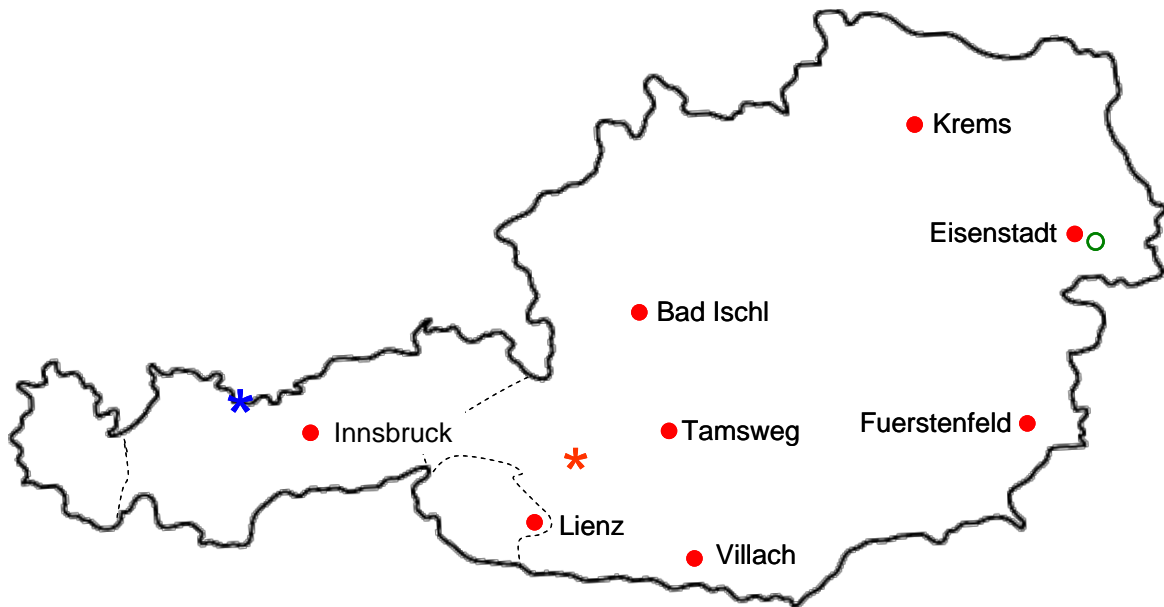 Krems
Eisenstadt
Bad Ischl
Fuerstenfeld
Tamsweg
Innsbruck
Lienz
Villach